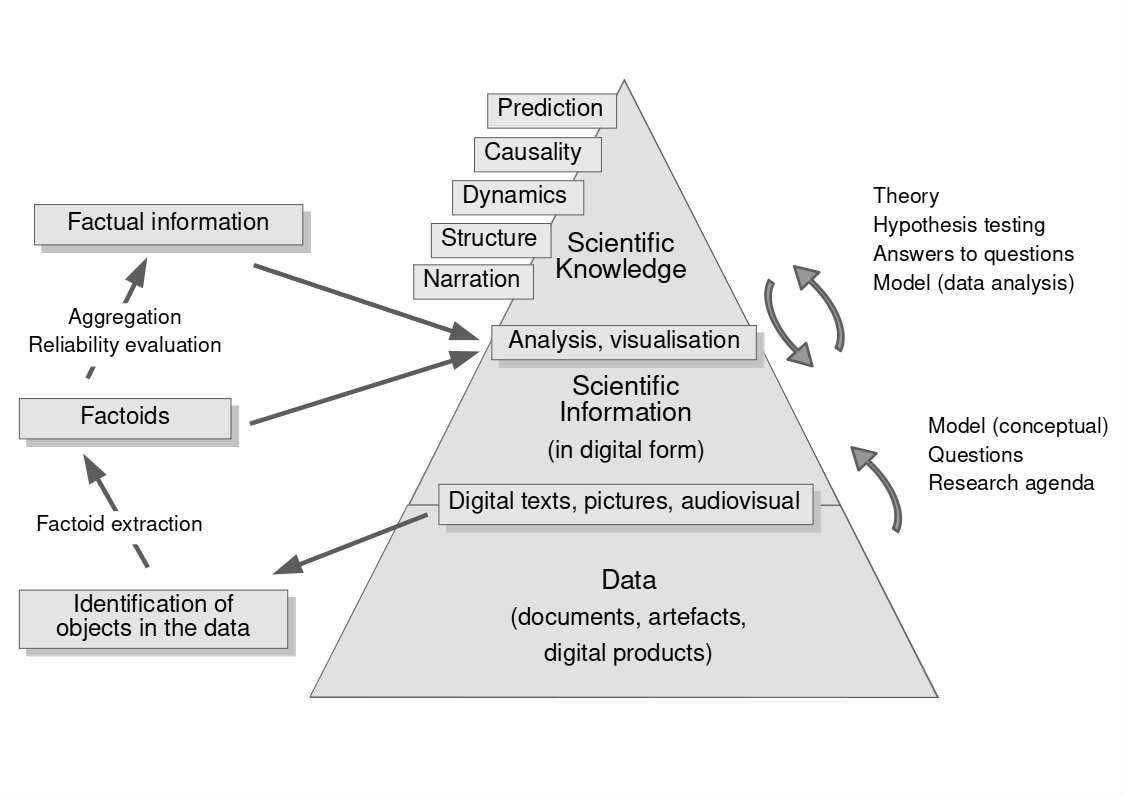 Prediction
Causality
Dynamics
Structure
Narration
Scientific
Knowledge
Analysis, visualisation
Scientific
Information
(in digital form)
Digital texts, pictures, audiovisual
Data
(documents, artefacts,
digital products)
Factual information
Aggregation
Reliability evaluation
Factoids
Factoid extraction
Identification of
objects in the data
Theory
Hypothesis testing
Answers to questions
Model (data analysis)
Model (conceptual)
Questions
Research agenda